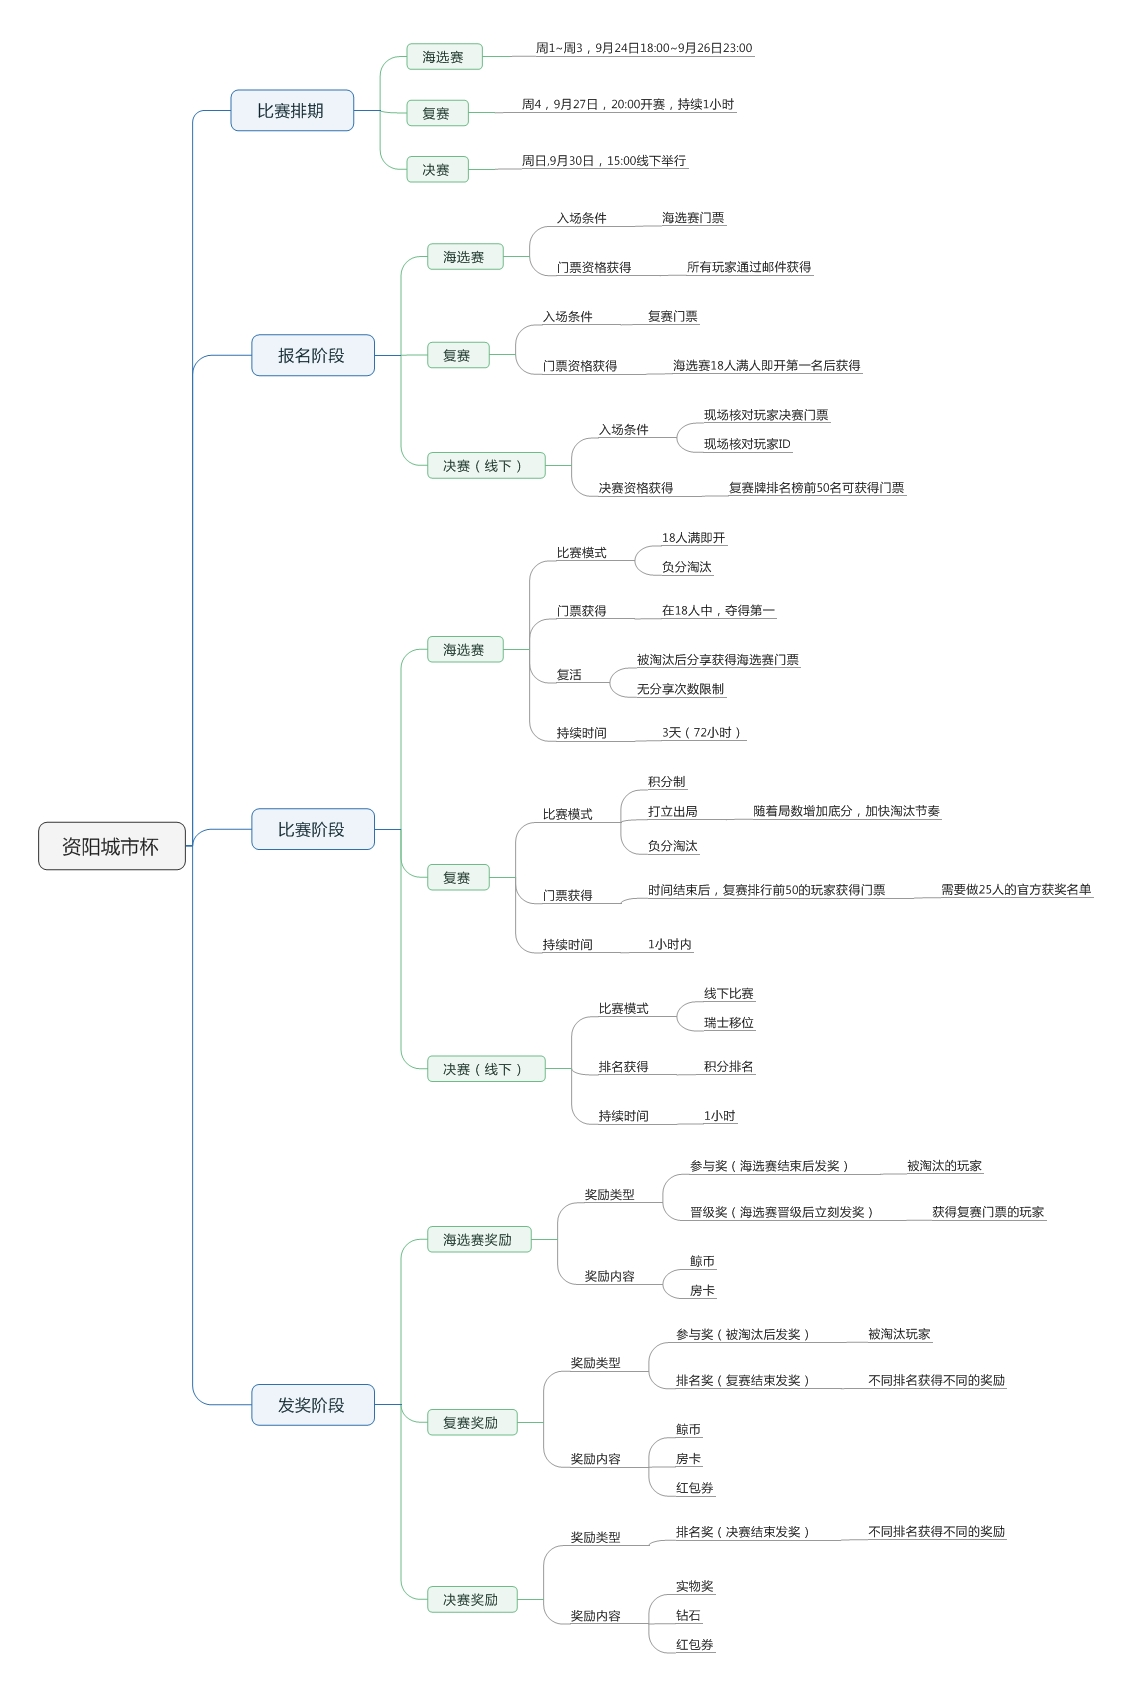 资阳城市杯
比赛排期
海选赛
周1~周3，9月24日18:00~9月26日23:00
复赛
周4，9月27日，20:00开赛，持续1小时
决赛
周日,9月30日，15:00线下举行
报名阶段
海选赛
入场条件
海选赛门票
门票资格获得
所有玩家通过邮件获得
复赛
入场条件
复赛门票
门票资格获得
海选赛18人满人即开第一名后获得
决赛（线下）
入场条件
现场核对玩家决赛门票
现场核对玩家ID
决赛资格获得
复赛牌排名榜前50名可获得门票
比赛阶段
海选赛
比赛模式
18人满即开
负分淘汰
门票获得
在18人中，夺得第一
复活
被淘汰后分享获得海选赛门票
无分享次数限制
持续时间
3天（72小时）
复赛
比赛模式
积分制
打立出局
随着局数增加底分，加快淘汰节奏
负分淘汰
门票获得
时间结束后，复赛排行前50的玩家获得门票
需要做25人的官方获奖名单
持续时间
1小时内
决赛（线下）
比赛模式
线下比赛
瑞士移位
排名获得
积分排名
持续时间
1小时
发奖阶段
海选赛奖励
奖励类型
参与奖（海选赛结束后发奖）
被淘汰的玩家
晋级奖（海选赛晋级后立刻发奖）
获得复赛门票的玩家
奖励内容
鲸币
房卡
复赛奖励
奖励类型
参与奖（被淘汰后发奖）
被淘汰玩家
排名奖（复赛结束发奖）
不同排名获得不同的奖励
奖励内容
鲸币
房卡
红包券
决赛奖励
奖励类型
排名奖（决赛结束发奖）
不同排名获得不同的奖励
奖励内容
实物奖
钻石
红包券